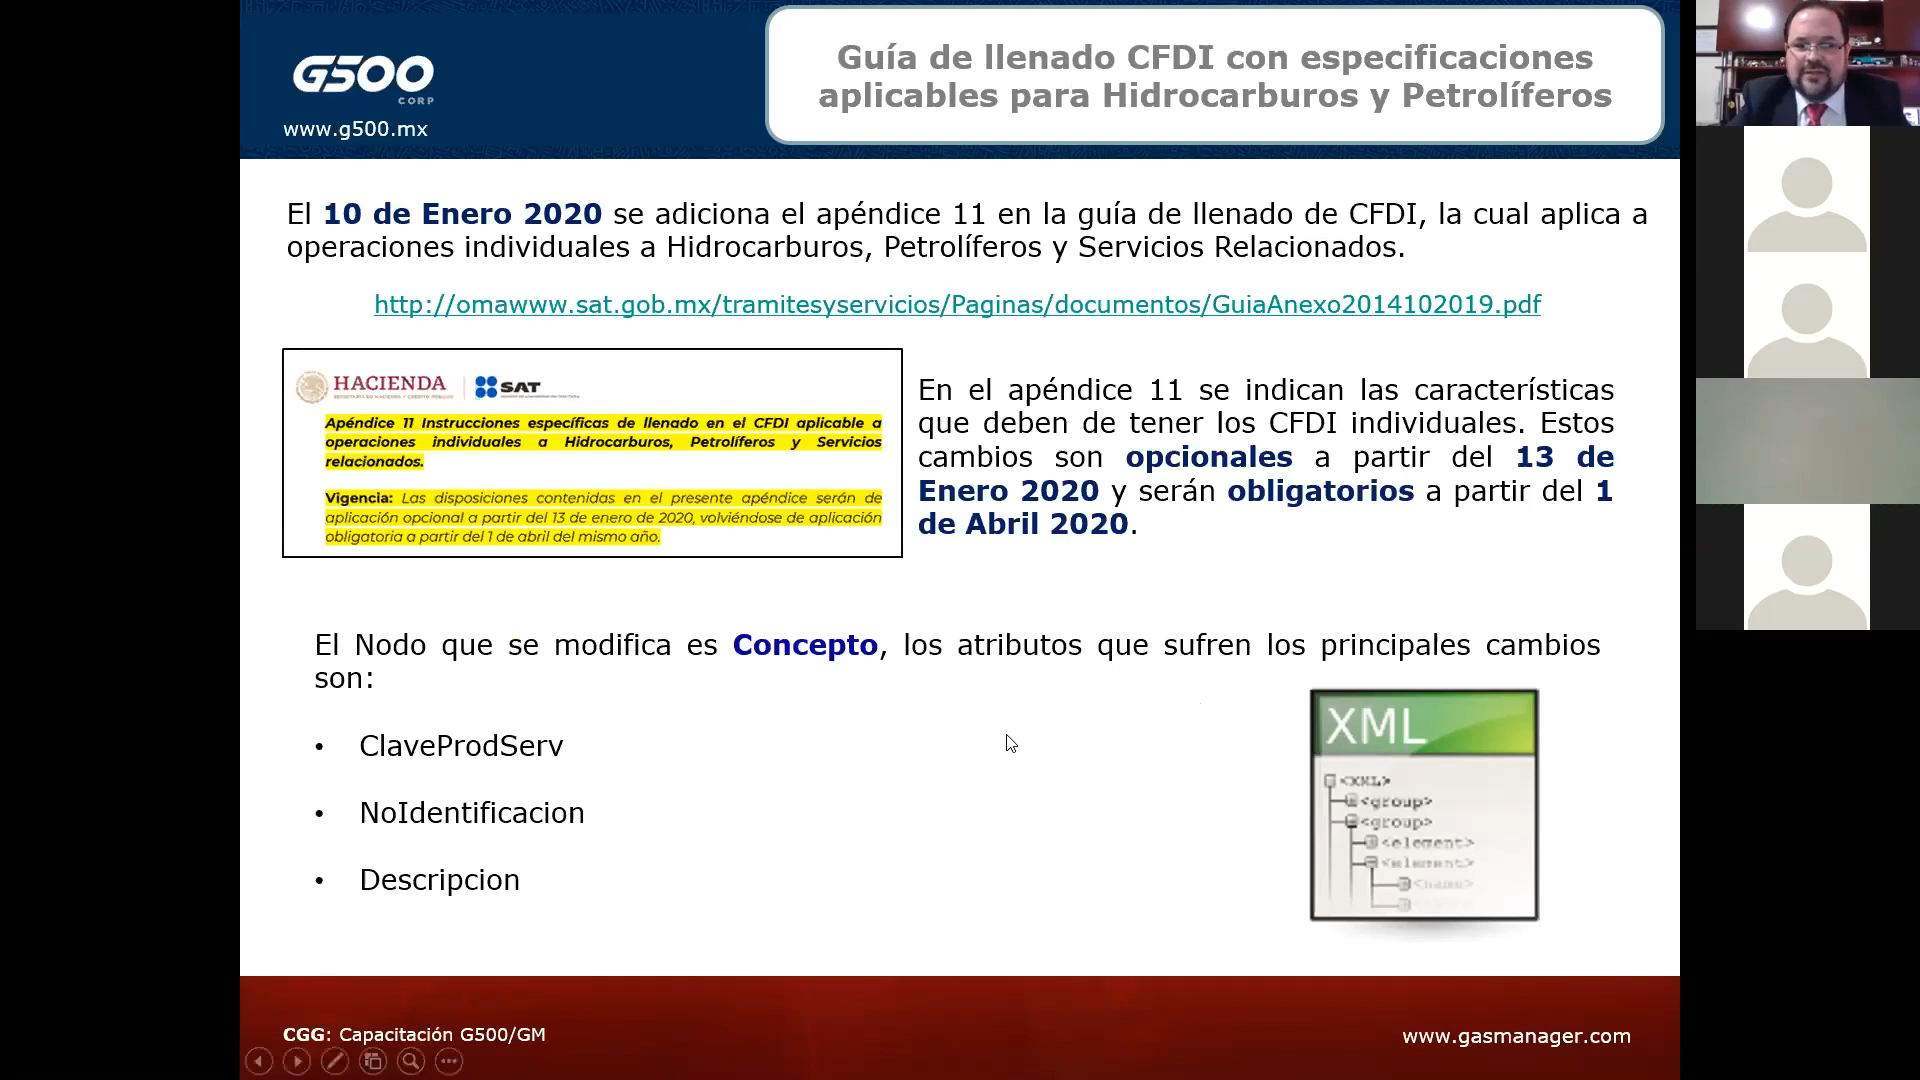 G500
CORP
www.g500.mx
Guía de llenado CFDI con especificaciones
aplicables para Hidrocarburos y Petrolíferos
El 10 de Enero 2020 se adiciona el apéndice 11 en la guía de llenado de CFDI, la cual aplica a
operaciones individuales a Hidrocarburos, Petrolíferos y Servicios Relacionados.
http://omawww.sat.gob.mx/tramitesyservicios/Paginas/documentos/GuiaAnexo2014102019.pdf
HACIENDA
SECRETARÍA DE HACIENDA Y CRÉDITO PÚBLICO
SAT
Apéndice 11 Instrucciones específicas de llenado en el CFDI aplicable a
operaciones individuales a Hidrocarburos, Petrolíferos y Servicios
relacionados.
Vigencia: Las disposiciones contenidas en el presente apéndice serán de
aplicación opcional a partir del 13 de enero de 2020, volviéndose de aplicación
obligatoria a partir del 1 de abril del mismo año.
En el apéndice 11 se indican las características
que deben de tener los CFDI individuales. Estos
cambios son opcionales a partir del 13 de
Enero 2020 y serán obligatorios a partir del 1
de Abril 2020.
El Nodo que se modifica es Concepto, los atributos que sufren los principales cambios
son:
• ClaveProdServ
• NoIdentificacion
• Descripcion
XML
<XML>
<group>
<group>
<element>
<element>
<name>
CGG: Capacitación G500/GM
www.gasmanager.com